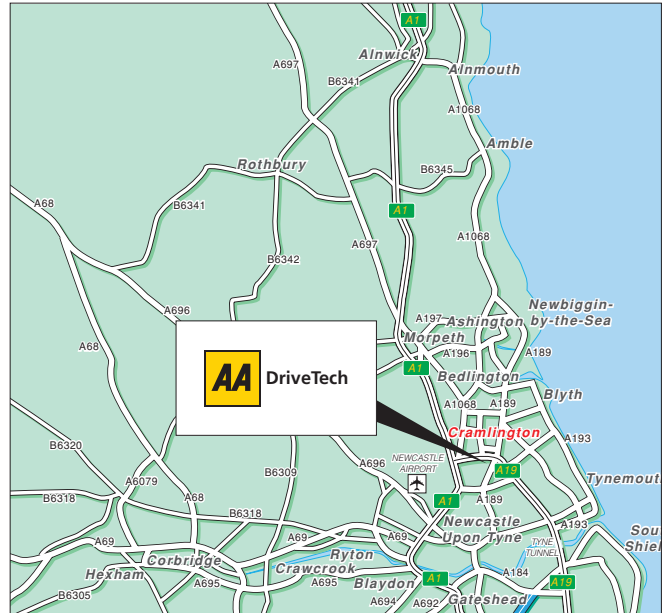 A1
Alnwick
A697
Alnmouth
B6341
A1068
Amble
Rothbury
B6345
A68
B6341
A1
A1068
A697
B6342
Newbiggin-
by-the-Sea
A696
A197
Ashington
Morpeth
A68
A196
A189
AA DriveTech
A1
Bedlington
Blyth
A1068
A189
Cramlington
A193
B6320
NEWCASTLE
AIRPORT
A696
B6309
A19
A6079
Tynemouth
B6318
A68
A1
A189
B6318
Newcastle
Upon Tyne
A193
A69
A69
A69
TYNE
TUNNEL
Sou
Shiel
Corbridge
Ryton
Hexham
Crawcrook
A184
A695
A695
Blaydon
A1
A19
B6305
A694
A692
Gateshead